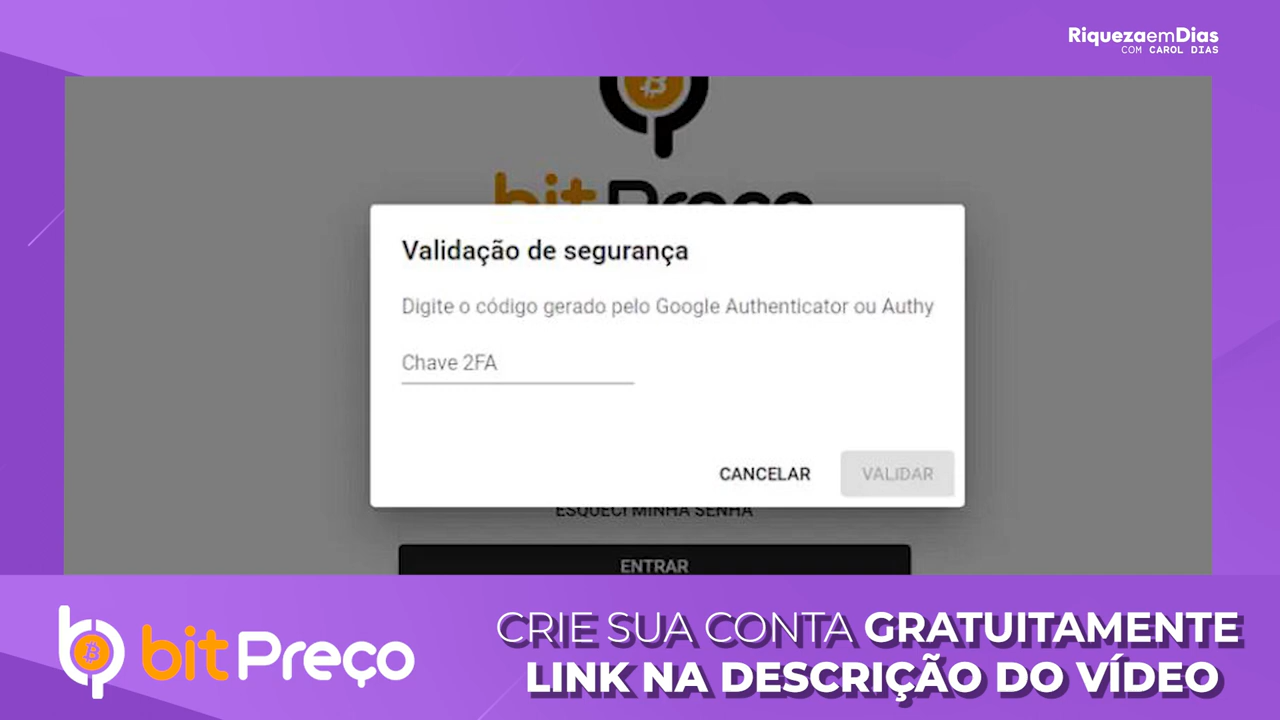 RiquezaemDias
COM CAROL DIAS
bitPreço
Validação de segurança
Digite o código gerado pelo Google Authenticator ou Authy
Chave 2FA
CANCELAR VALIDAR
ESQUECI MINHA SENHA
ENTRAR
bitPreço
CRIE SUA CONTA GRATUITAMENTE
LINK NA DESCRIÇÃO DO VÍDEO